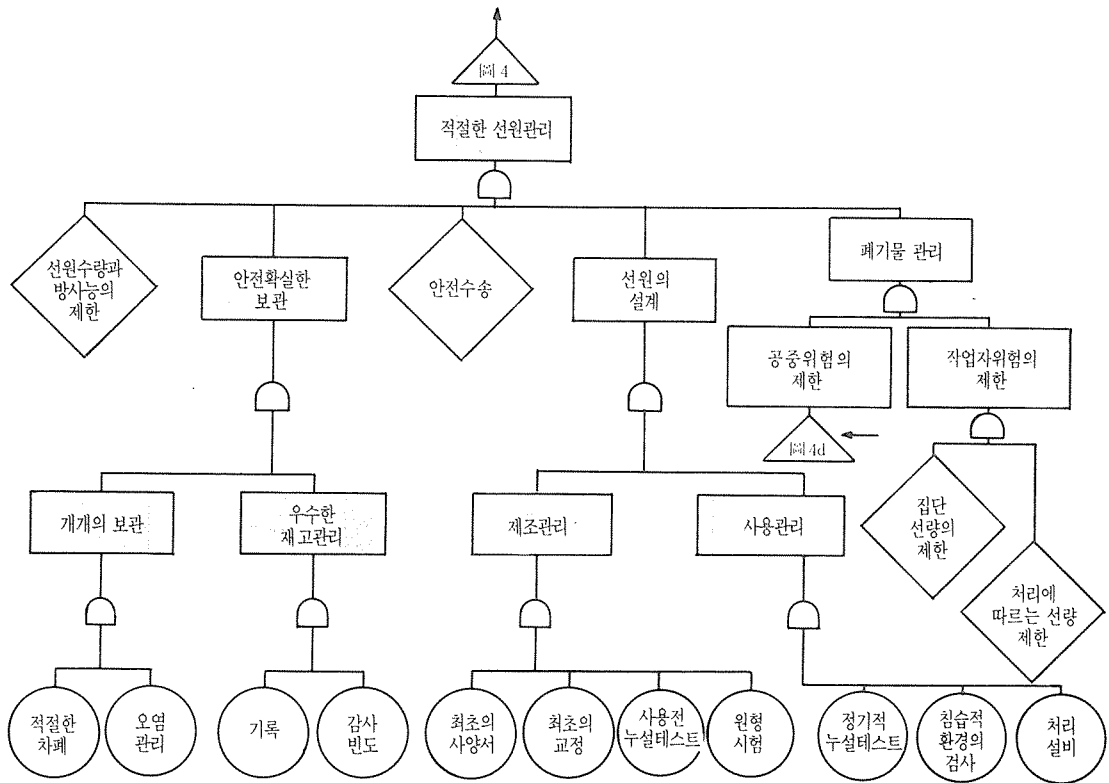 圖 4
적절한 선원관리
선원수량과
방사능의
제한
안전확실한
보관
안전수송
선원의
설계
폐기물 관리
공중위험의
제한
작업자위험의
제한
圖 4d
개개의 보관
우수한
재고관리
제조관리
사용관리
집단
선량의
제한
처리에
따르는 선량
제한
적절한
차폐
오염
관리
기록
감사
빈도
최초의
사양서
최초의
교정
사용전
누설테스트
원형
시험
정기적
누설테스트
침습적
환경의
검사
처리
설비